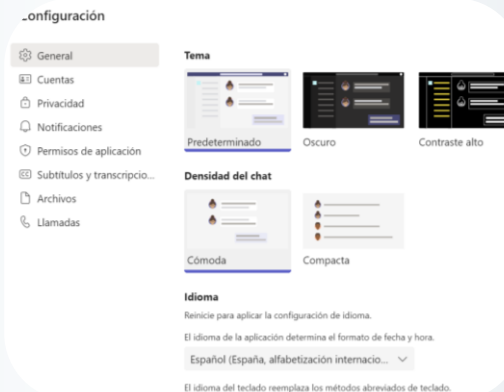 Configuración
General
Cuentas
Privacidad
Notificaciones
Permisos de aplicación
Subtítulos y transcripcio...
Archivos
Llamadas
Tema
Predeterminado
Oscuro
Contraste alto
Densidad del chat
Cómoda
Compacta
Idioma
Reinicie para aplicar la configuración de idioma.
El idioma de la aplicación determina el formato de fecha y hora.
Español (España, alfabetización internacio...
El idioma del teclado reemplaza los métodos abreviados de teclado.